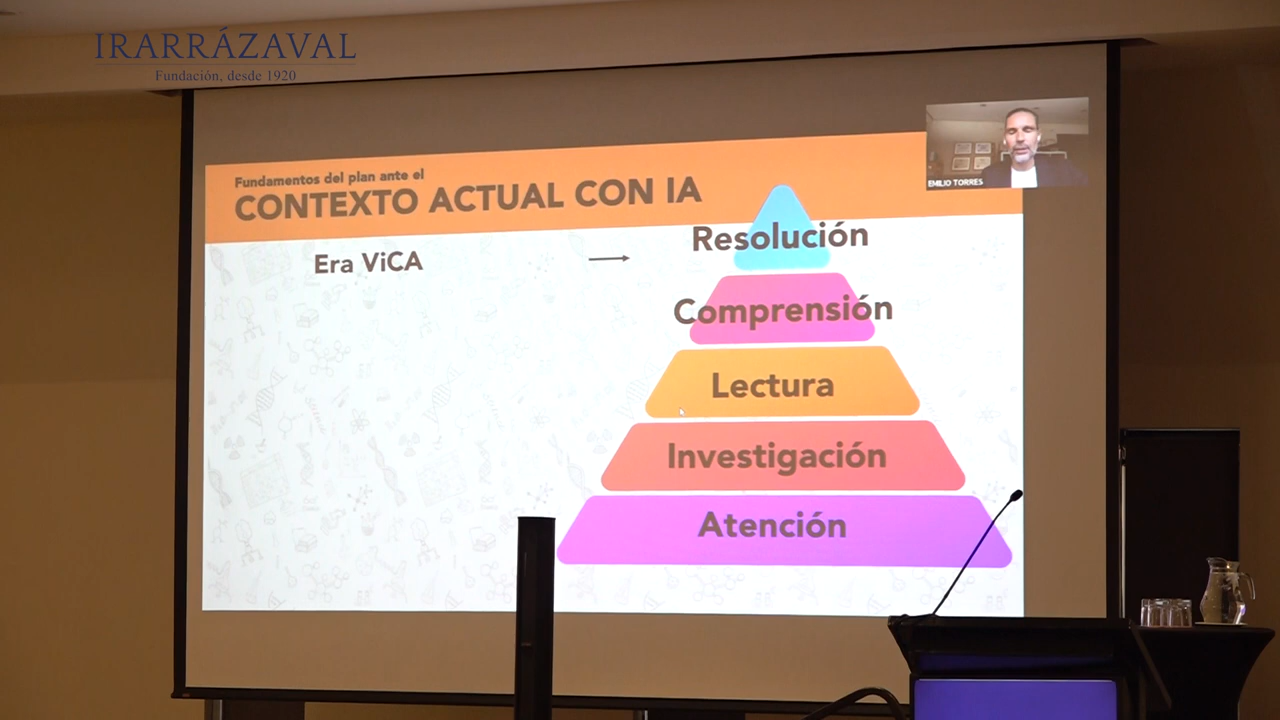 IRARRÁZAVAL
Fundación, desde 1920
EMILIO TORRES
Fundamentos del plan ante el
CONTEXTO ACTUAL CON IA
Era ViCA
Resolución
Comprensión
Lectura
Investigación
Atención